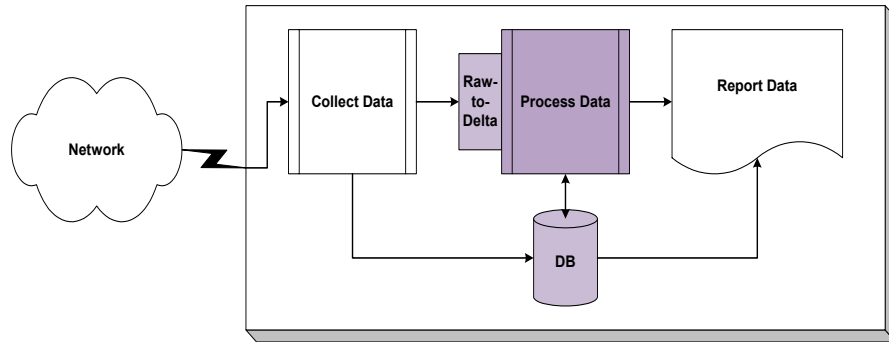 Network
Collect Data
Raw-
to-
Delta
Process Data
Report Data
DB